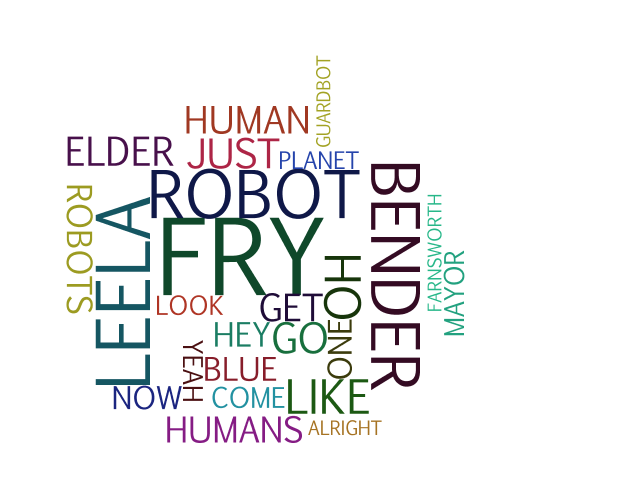 GUARDBOT
HUMAN
ELDER
JUST
PLANET
ROBOT
BENDER
ROBOTS
LEELA
FRY
FARNSWORTH
MAYOR
OH
LOOK
GET
HEY
GO
ONE
YEAH
BLUE
NOW
COME
LIKE
HUMANS
ALRIGHT